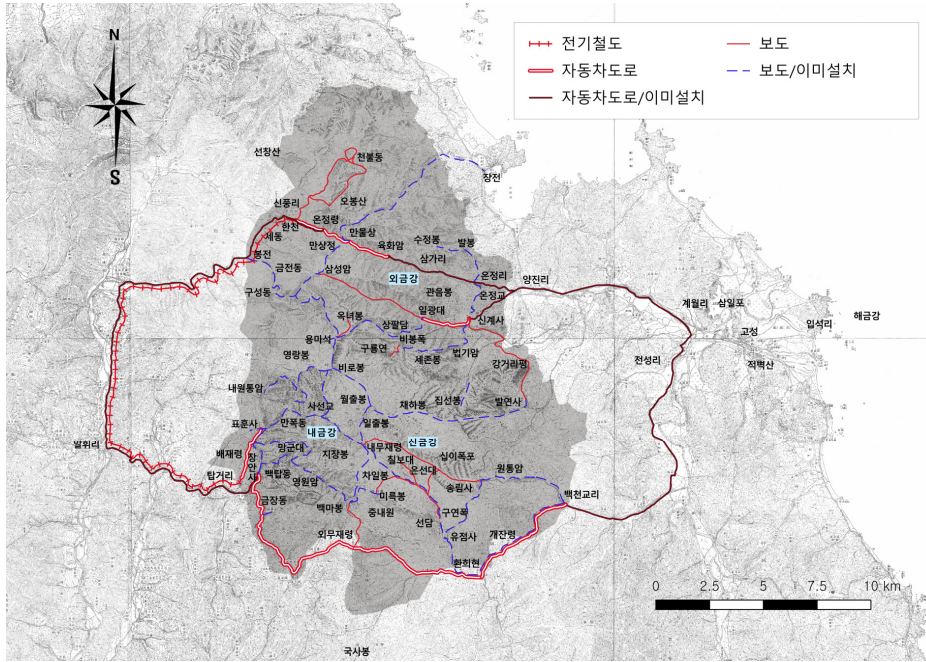 N
S
전기철도
보도
자동차도로
보도/이미설치
자동차도로/이미설치
선창산
천불동
장전
신풍리
오봉산
한천
온정령
세동
만물상
수정봉
발봉
만상정
육화암
봉전
삼가리
금전동
삼성암
외금강
온정리
양진리
구성동
관음봉
온정교
계월리
삼일포
해금강
일광대
신계사
입석리
옥녀봉
상팔담
고성
용마석
비봉폭
구룡연
법기암
영랑봉
세존봉
강거리평
전성리
적벽산
비로봉
내원통암
월출봉
채하봉
집선봉
발연사
사선교
표훈사
만폭동
일출봉
내금강
발휘리
내무재령
신금강
배재령
장안사
망군대
지장봉
칠보대
십이폭포
탑거리
백탑동
차일봉
온선대
원통암
영원암
송림사
금장동
미륵봉
백천교리
백마봉
중내원
구연폭
선담
외무재령
유점사
개잔령
환희현
0
2.5
5
7.5
10 km
국사봉